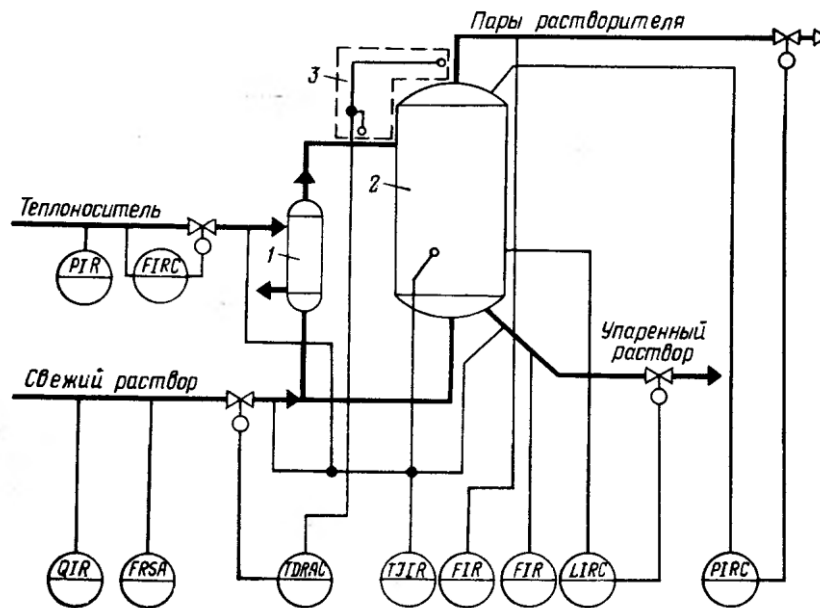 Пары растворителя
3
Теплоноситель
2
1
PIR
FIRC
Упаренный
раствор
Свежий раствор
QIR
FRSA
TDRAC
TJIR
FIR
FIR
LIRC
PIRC